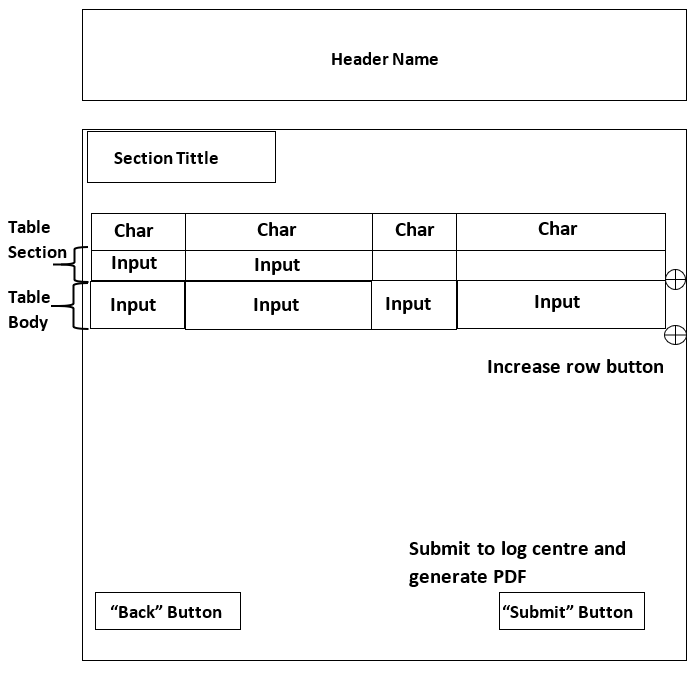 Header Name
Section Tittle
Table
Section
Char Char Char Char
Input Input
Table
Body
Input Input Input Input
Increase row button
Submit to log centre and
generate PDF
“Back” Button
“Submit” Button